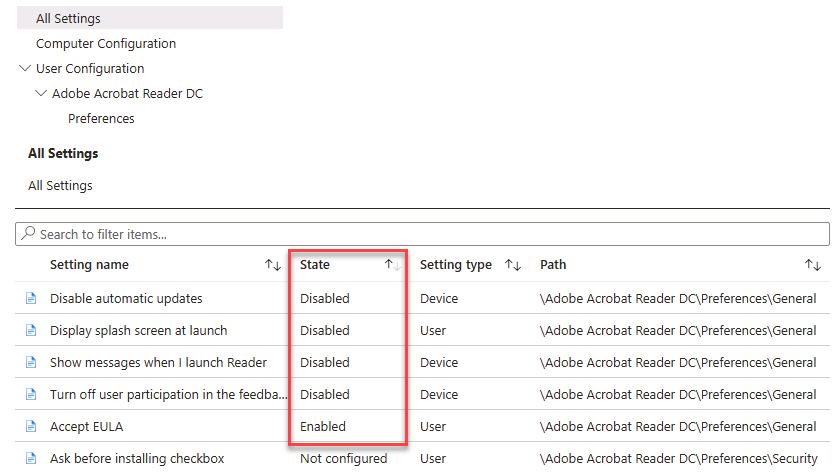 All Settings
Computer Configuration
User Configuration
Adobe Acrobat Reader DC
Preferences
All Settings
All Settings
Search to filter items...
Setting name State Setting type Path
Disable automatic updates Disabled Device \Adobe Acrobat Reader DC\Preferences\General
Display splash screen at launch Disabled User \Adobe Acrobat Reader DC\Preferences\General
Show messages when I launch Reader Disabled Device \Adobe Acrobat Reader DC\Preferences\General
Turn off user participation in the feedba... Disabled Device \Adobe Acrobat Reader DC\Preferences\General
Accept EULA Enabled User \Adobe Acrobat Reader DC\Preferences\General
Ask before installing checkbox Not configured User \Adobe Acrobat Reader DC\Preferences\Security